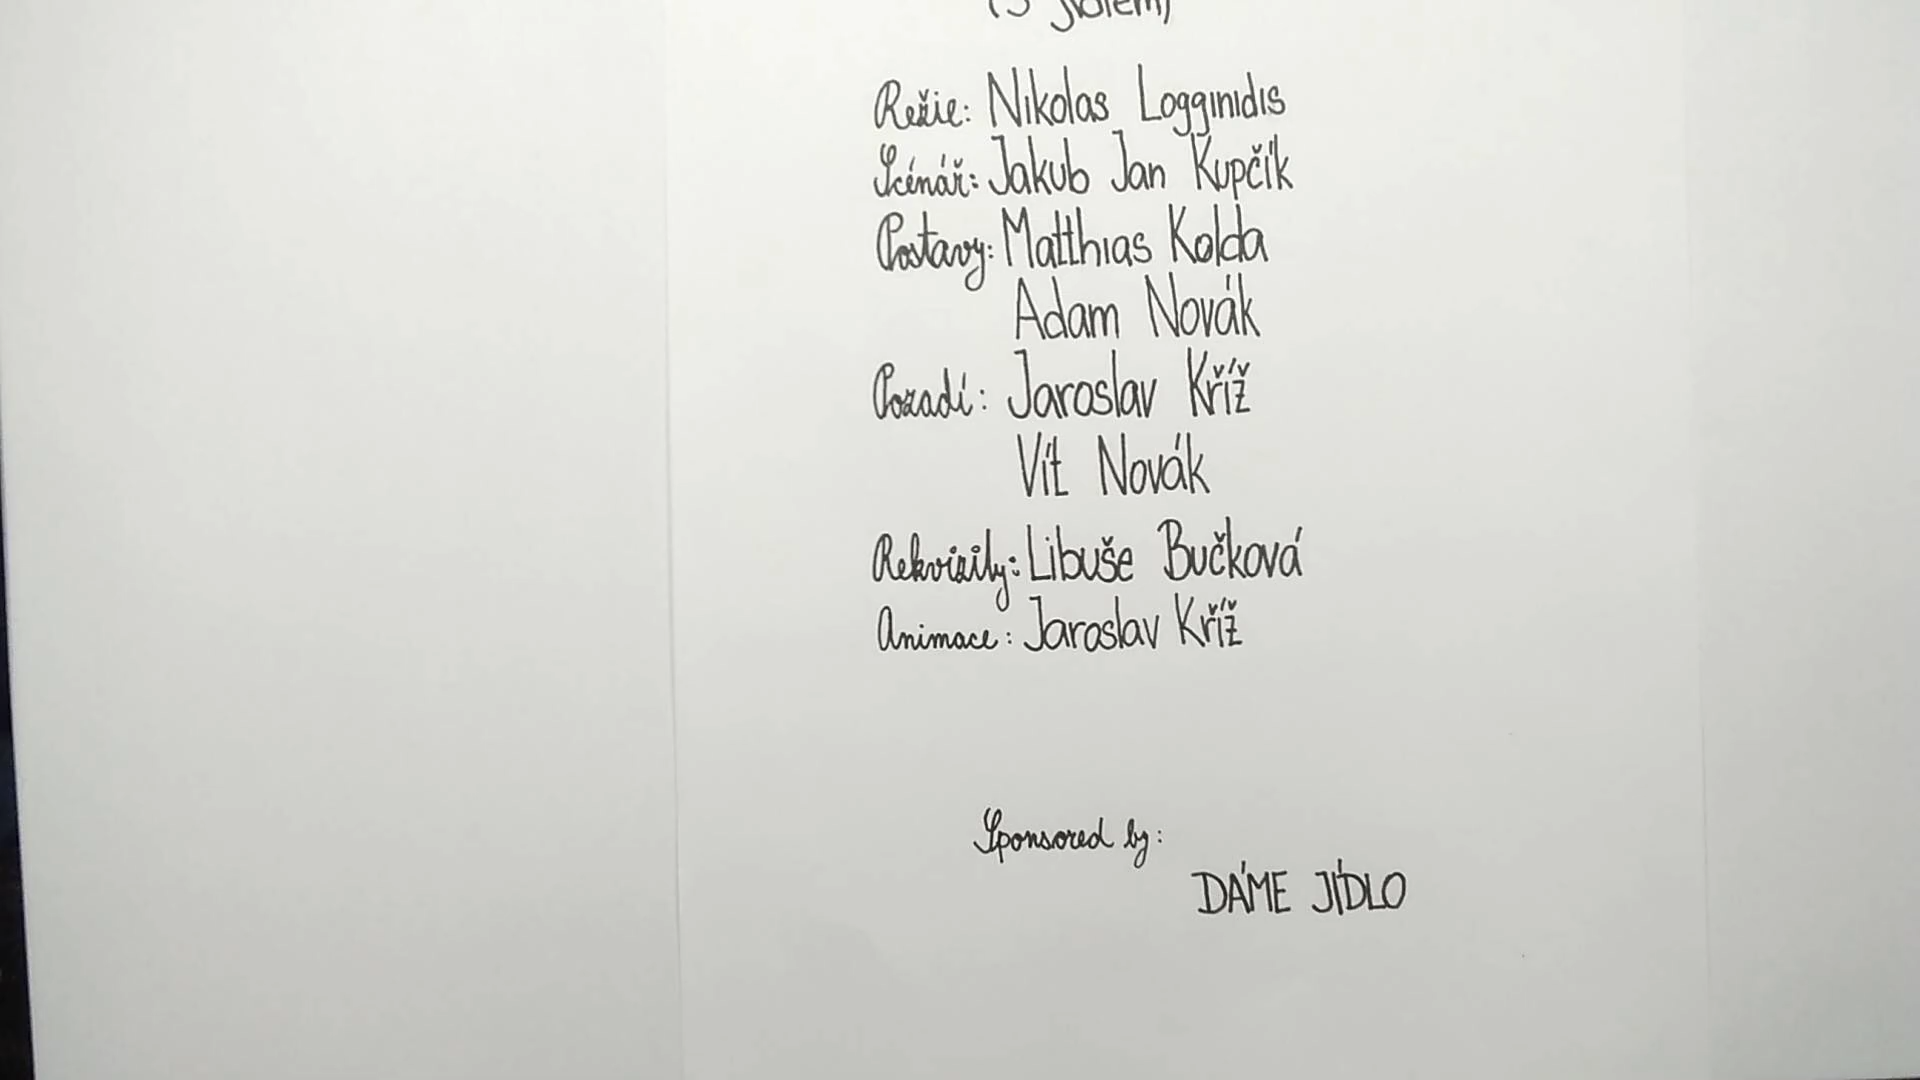 Režie: Nikolas Logginidis
Scénář: Jakub Jan Kupčík
Postavy: Matthias Kolda
Adam Novák
Pozadí: Jaroslav Kříž
Vít Novák
Rekvizity: Libuše Bučková
Animace: Jaroslav Kříž
Sponsored by:
DÁME JÍDLO